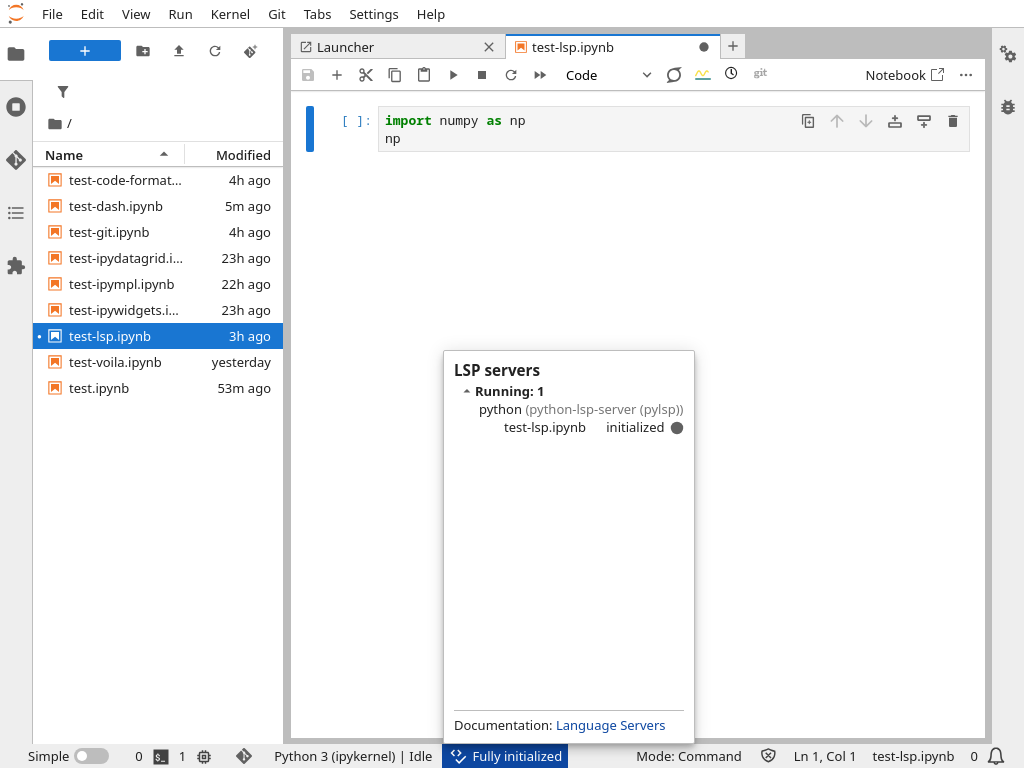 File Edit View Run Kernel Git Tabs Settings Help
Launcher
test-lsp.ipynb
Code
git
Notebook
/
Name Modified
test-code-format... 4h ago
test-dash.ipynb 5m ago
test-git.ipynb 4h ago
test-ipydatagrid.i... 23h ago
test-ipympl.ipynb 22h ago
test-ipywidgets.i... 23h ago
test-lsp.ipynb 3h ago
test-voila.ipynb yesterday
test.ipynb 53m ago
[ ]: import numpy as np
np
LSP servers
Running: 1
python (python-lsp-server (pylsp))
test-lsp.ipynb initialized
Documentation: Language Servers
Simple 0 $_ 1 Python 3 (ipykernel) | Idle Fully initialized Mode: Command Ln 1, Col 1 test-lsp.ipynb 0